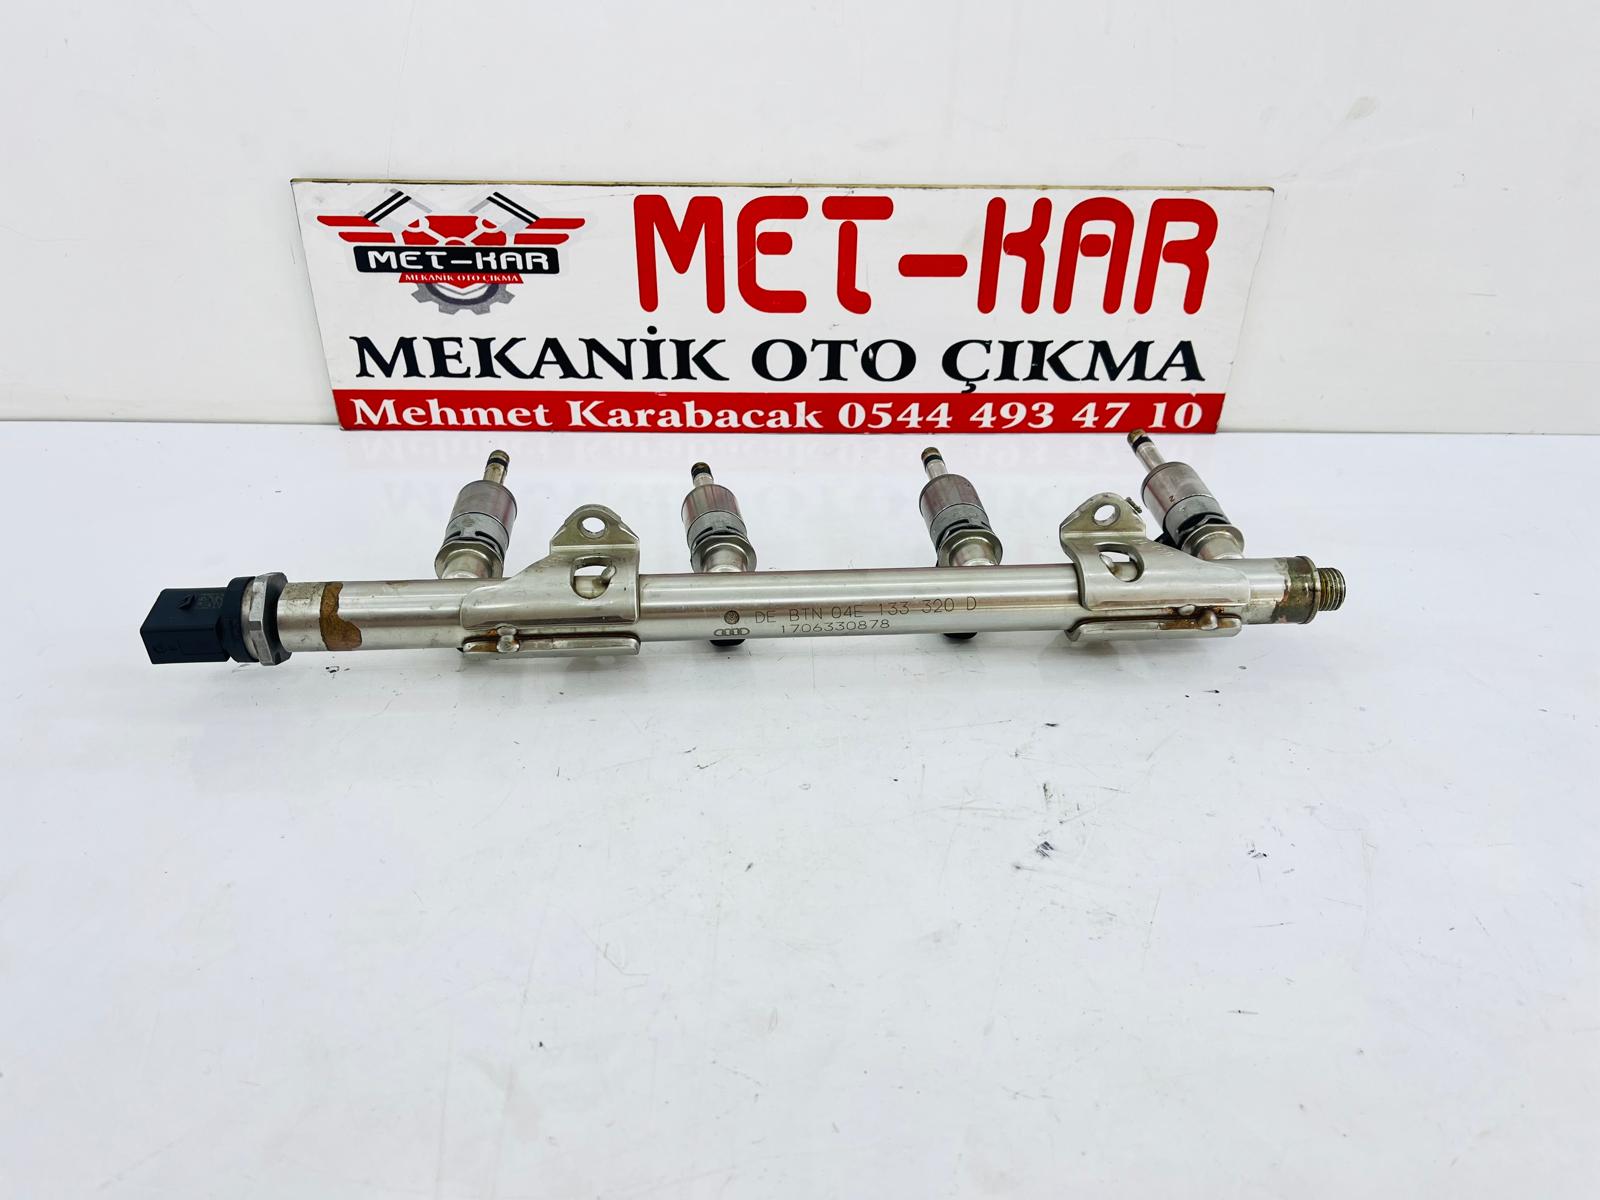 MET-KAR
MEKANİK OTO ÇIKMA
MET-KAR
MEKANİK OTO ÇIKMA
Mehmet Karabacak 0544 493 47 10
DE BTN 04E 133 320 D
1706330878